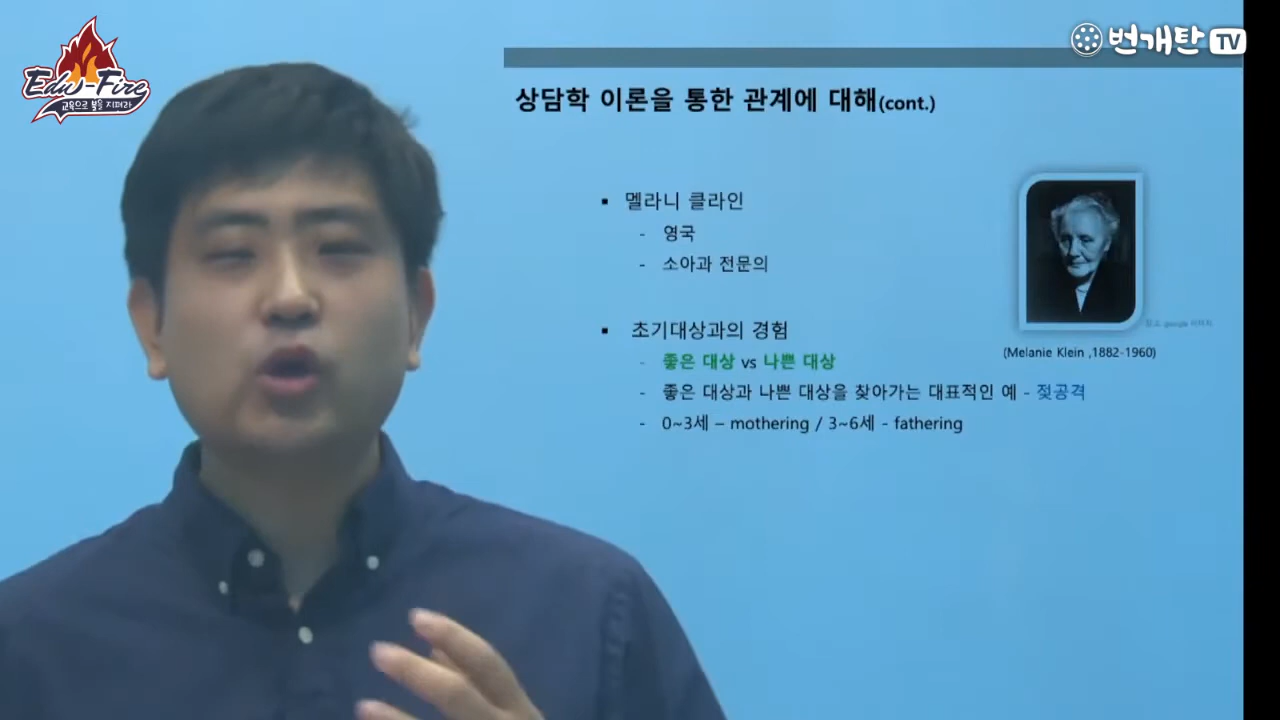 Edu-Fire
교육으로 불을 지펴라
번개탄 TV
상담학 이론을 통한 관계에 대해(cont.)
▪ 멜라니 클라인
- 영국
- 소아과 전문의
(Melanie Klein ,1882-1960)
▪ 초기대상과의 경험
- 좋은 대상 vs 나쁜 대상
- 좋은 대상과 나쁜 대상을 찾아가는 대표적인 예 - 젖공격
- 0~3세 – mothering / 3~6세 - fathering